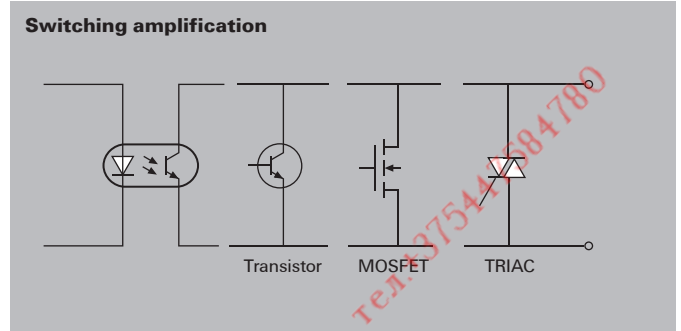 Switching amplification
Transistor
MOSFET
TRIAC
тел.+375447584780